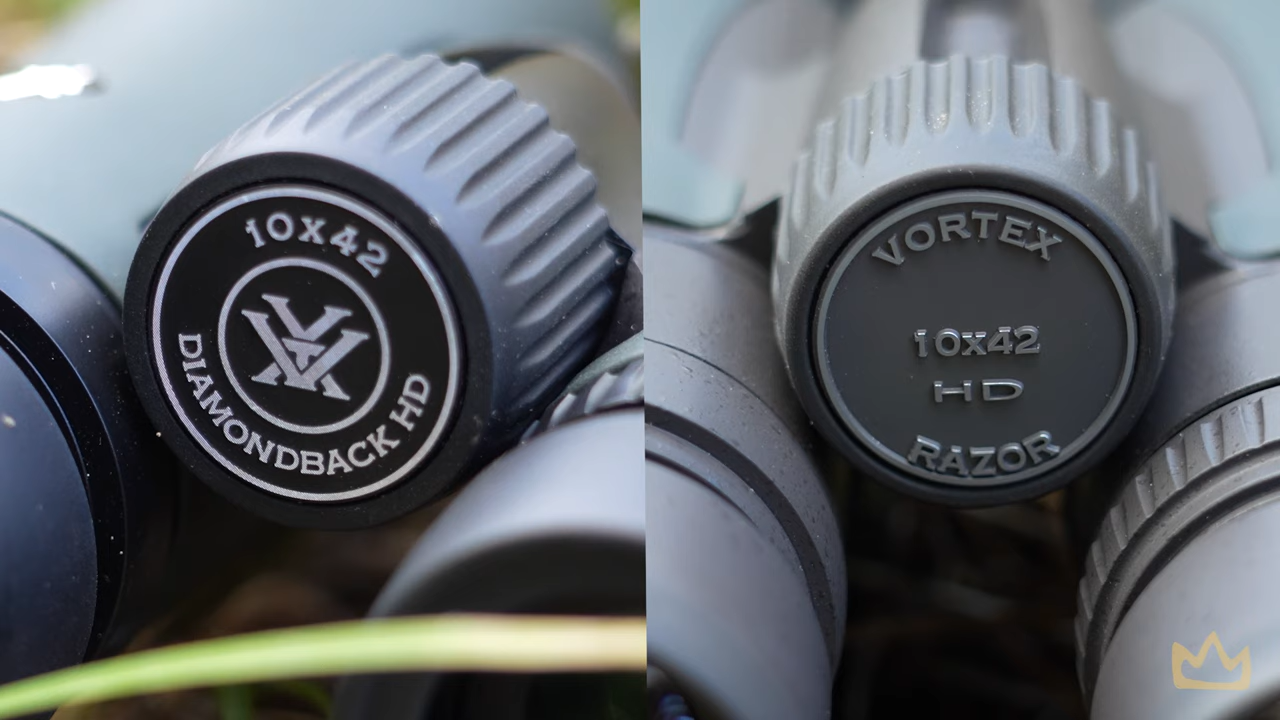 10x42
DIAMONDBACK HD
VORTEX
10x42
HD
RAZOR